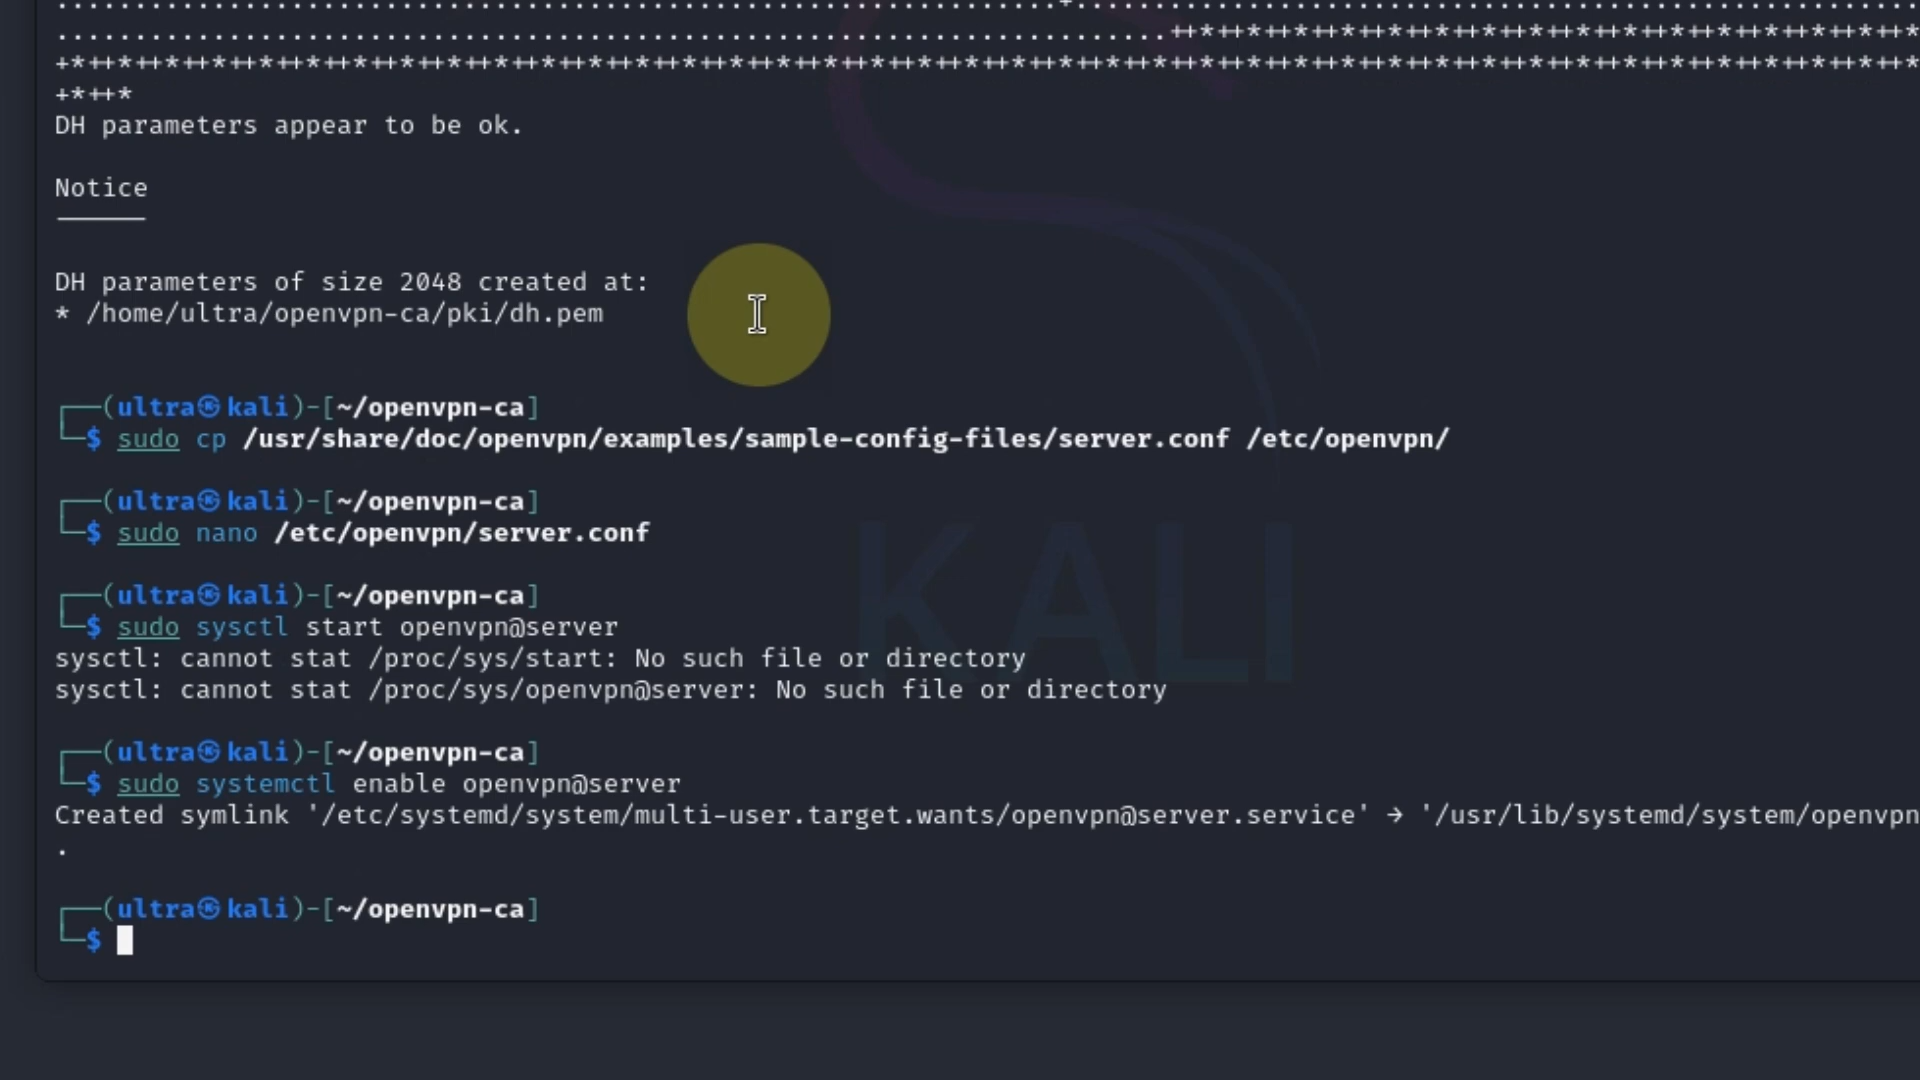 DH parameters appear to be ok.
Notice
DH parameters of size 2048 created at:
* /home/ultra/openvpn-ca/pki/dh.pem
┌──(ultra㉿kali)-[~/openvpn-ca]
└─$ sudo cp /usr/share/doc/openvpn/examples/sample-config-files/server.conf /etc/openvpn/
┌──(ultra㉿kali)-[~/openvpn-ca]
└─$ sudo nano /etc/openvpn/server.conf
┌──(ultra㉿kali)-[~/openvpn-ca]
└─$ sudo sysctl start openvpn@server
sysctl: cannot stat /proc/sys/start: No such file or directory
sysctl: cannot stat /proc/sys/openvpn@server: No such file or directory
┌──(ultra㉿kali)-[~/openvpn-ca]
└─$ sudo systemctl enable openvpn@server
Created symlink '/etc/systemd/system/multi-user.target.wants/openvpn@server.service' → '/usr/lib/systemd/system/openvpn
.
┌──(ultra㉿kali)-[~/openvpn-ca]
└─$
KALI